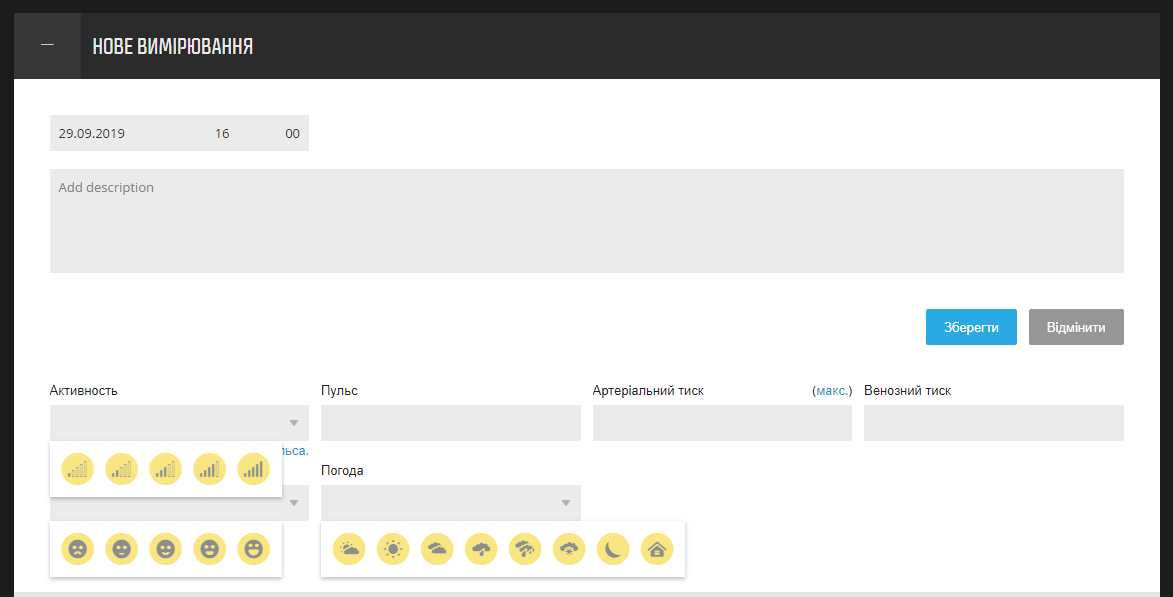 НОВЕ ВИМІРЮВАННЯ
29.09.2019 16 00
Add description
Зберегти Відмінити
Активность Пульс Артеріальний тиск (макс.) Венозний тиск
льса.
Погода